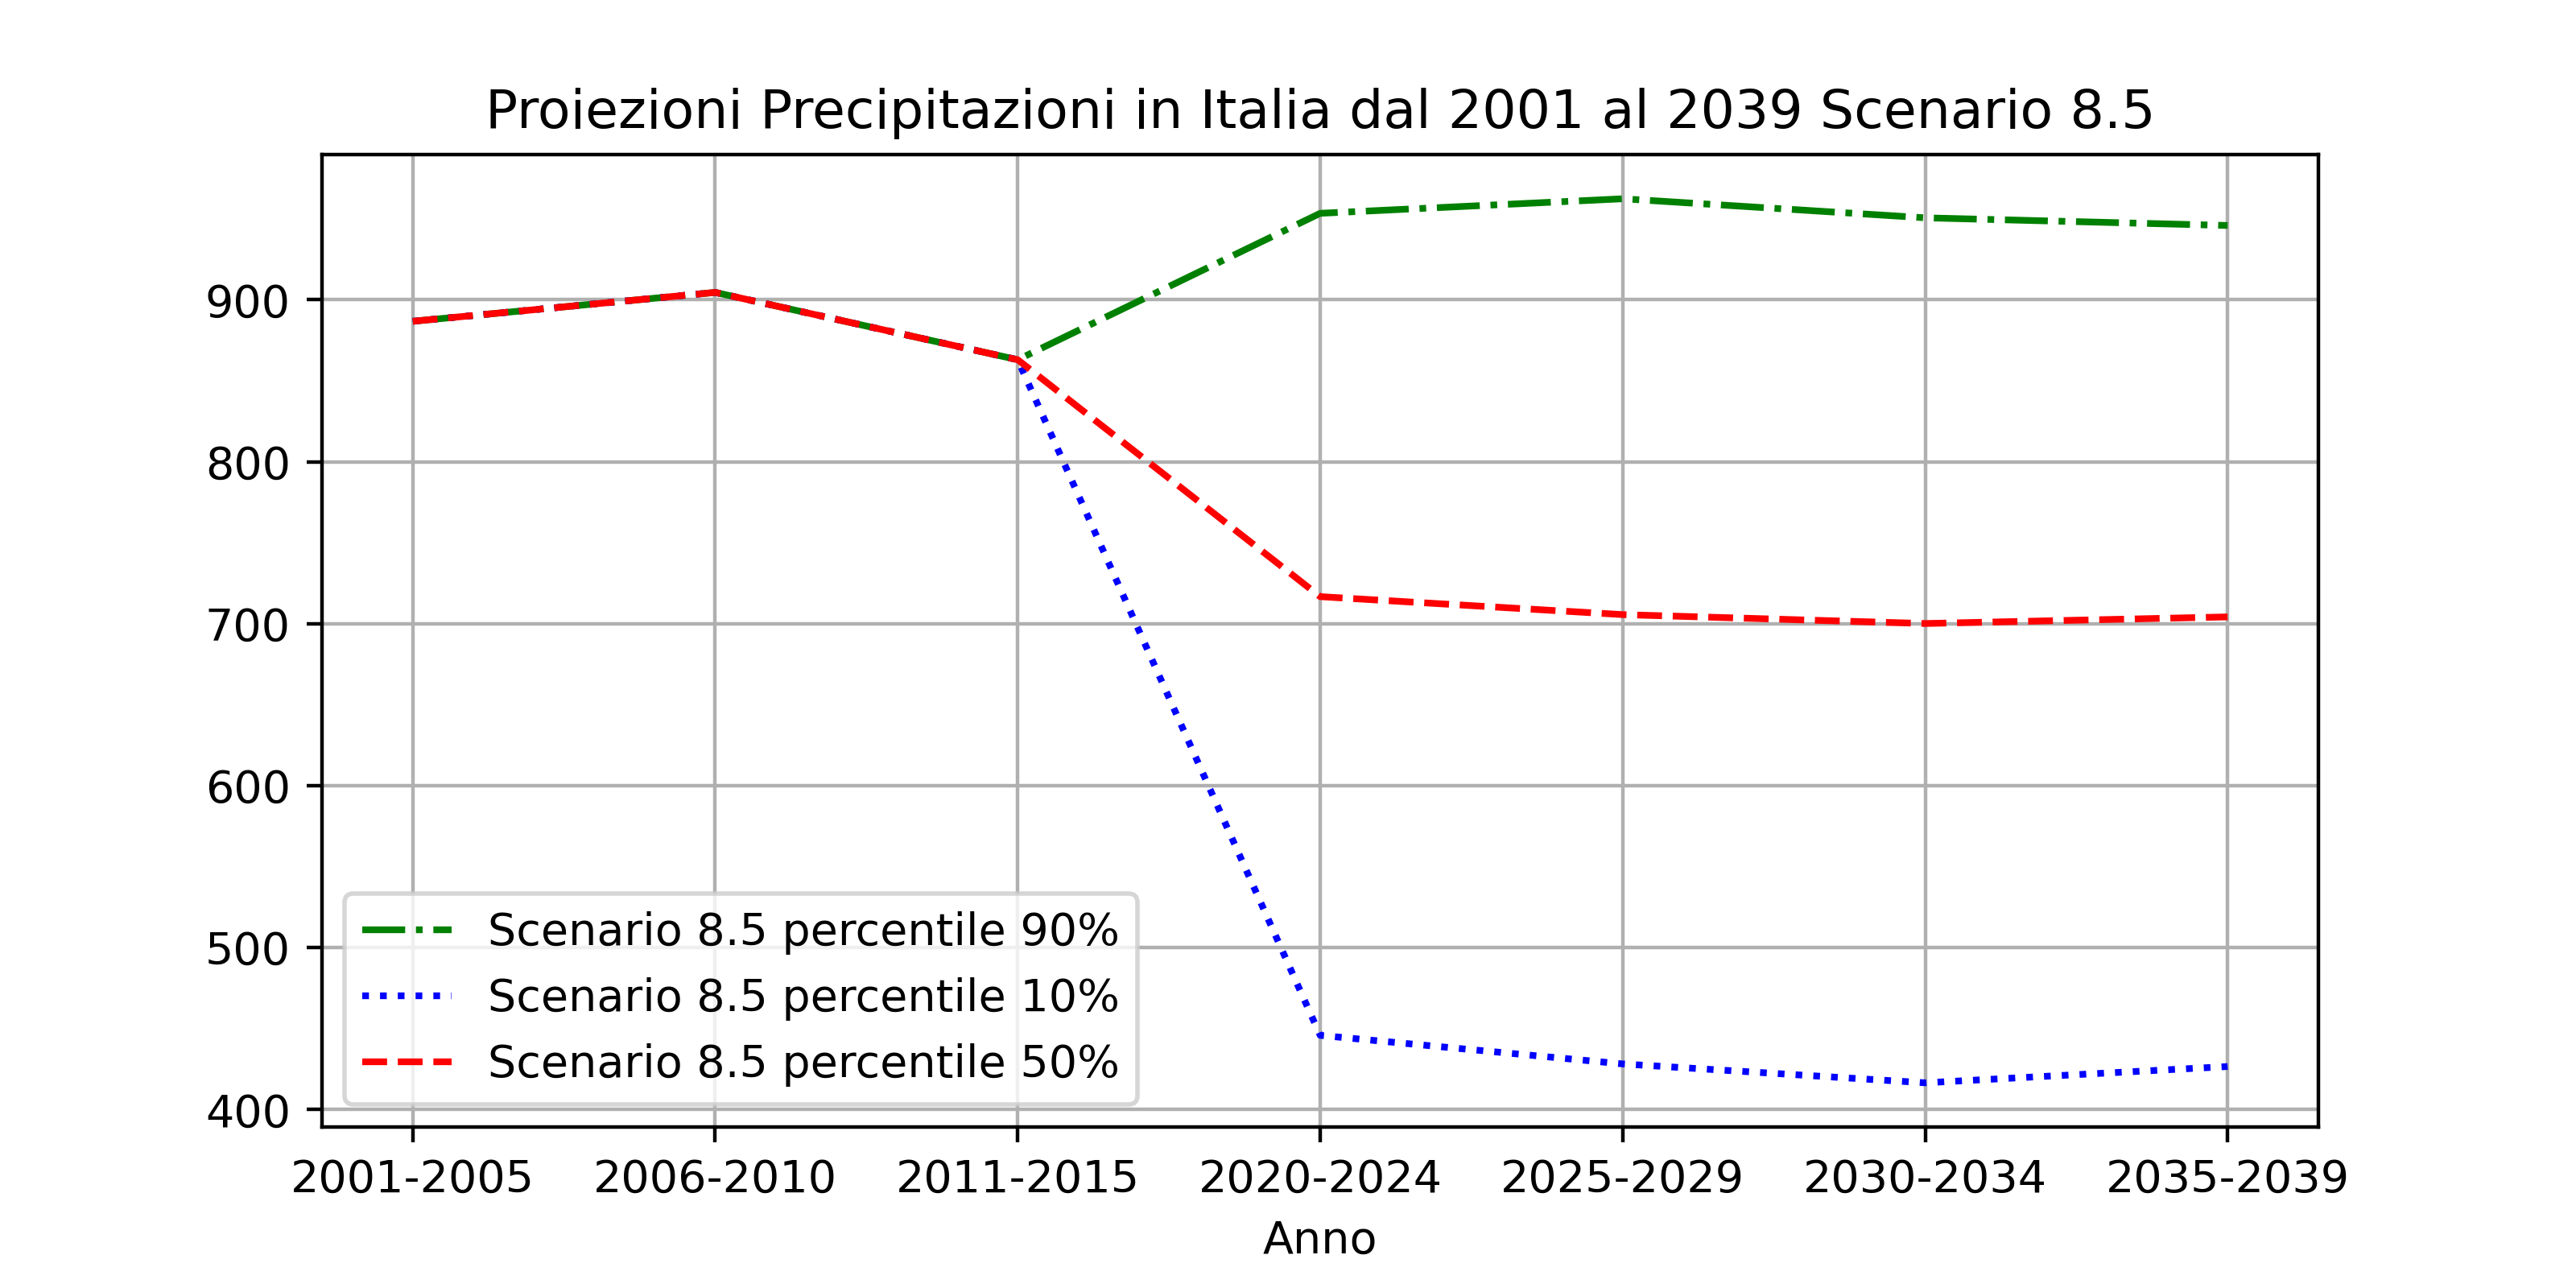 Proiezioni Precipitazioni in Italia dal 2001 al 2039 Scenario 8.5
900
800
700
600
500
400
Scenario 8.5 percentile 90%
Scenario 8.5 percentile 10%
Scenario 8.5 percentile 50%
2001-2005 2006-2010 2011-2015 2020-2024 2025-2029 2030-2034 2035-2039
Anno